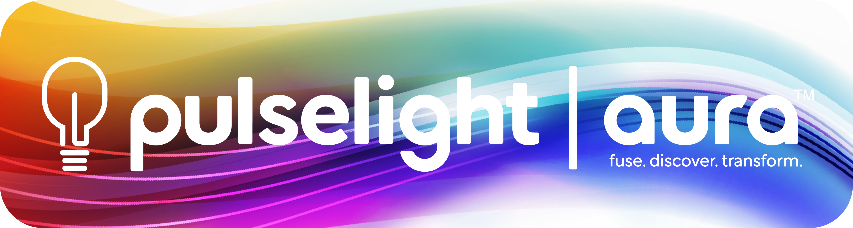 pulselight | aura™
fuse. discover. transform.